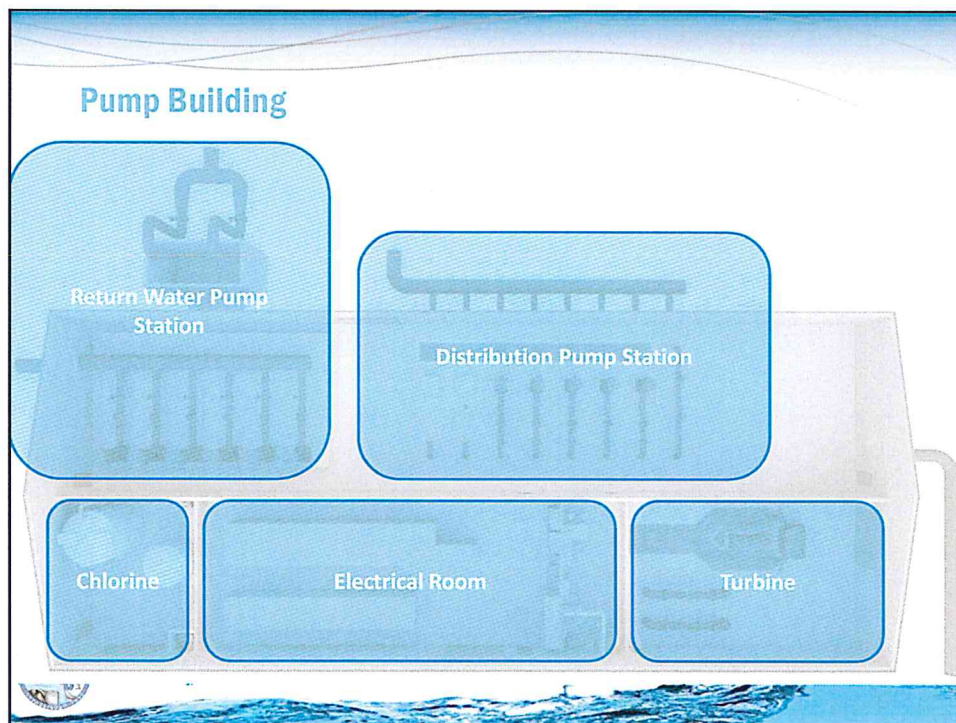 Pump Building
Return Water Pump
Station
Distribution Pump Station
Chlorine
Electrical Room
Turbine